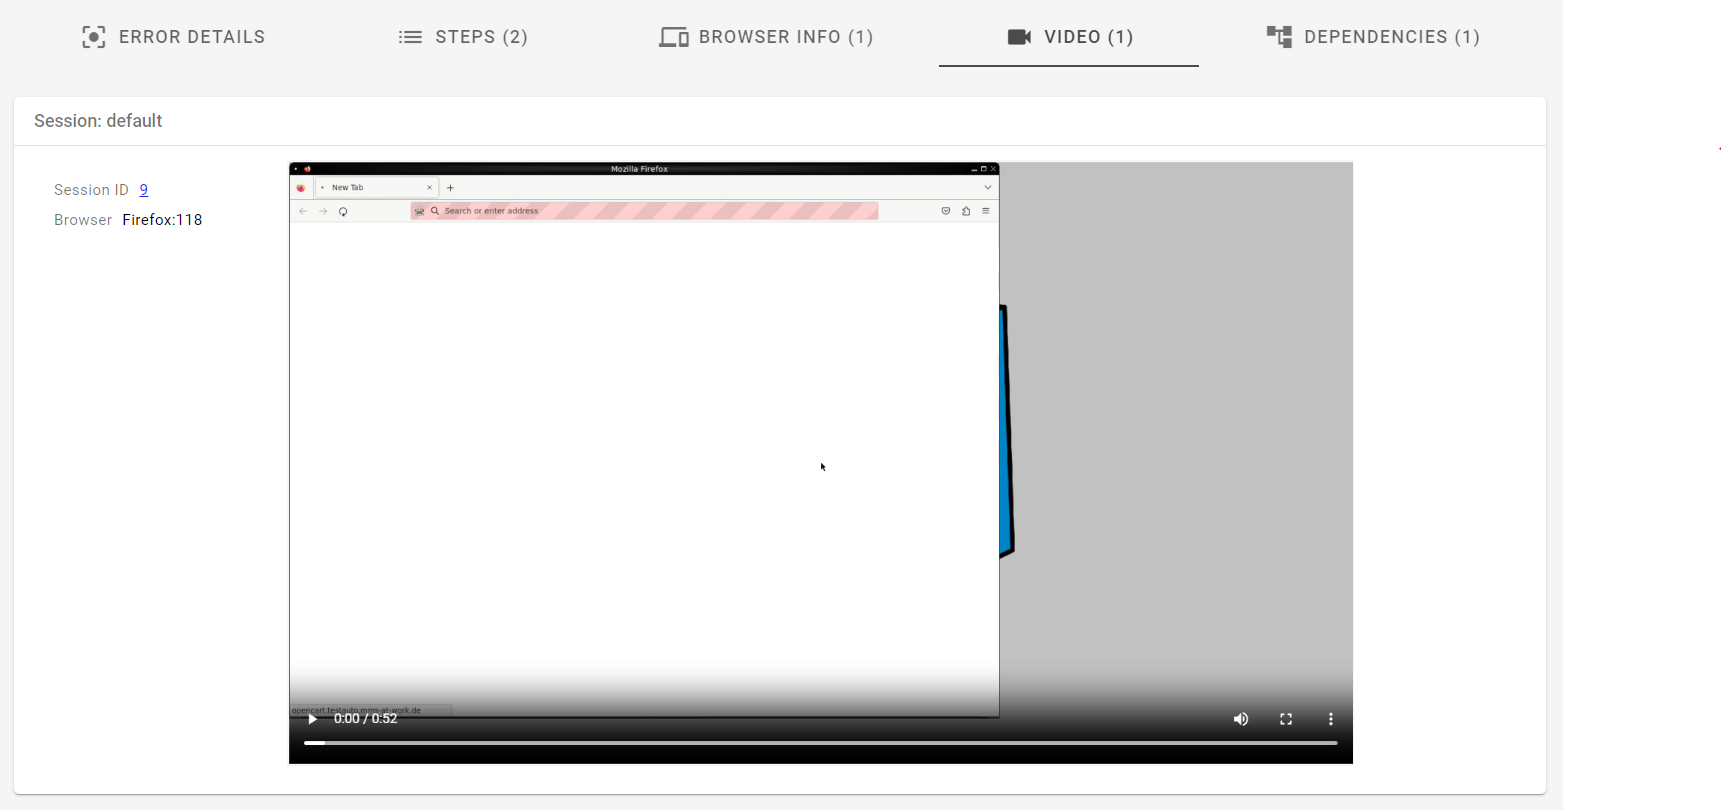 ERROR DETAILS
STEPS (2)
BROWSER INFO (1)
VIDEO (1)
DEPENDENCIES (1)
Session: default
Session ID 9
Browser Firefox:118
Mozilla Firefox
New Tab
Search or enter address
opencart.testauto.mms-at-work.de
0:00 / 0:52